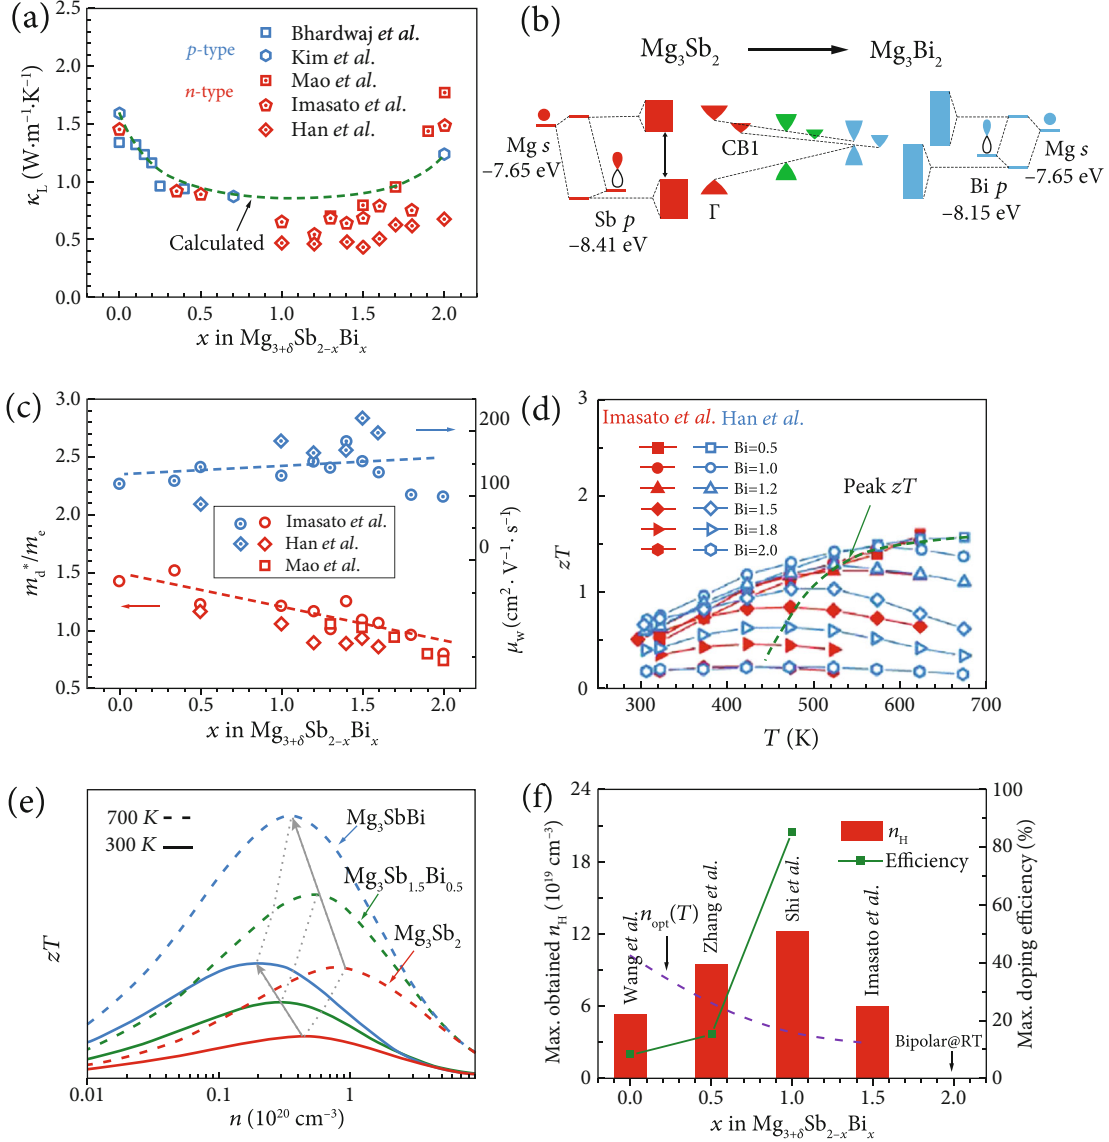 (a)
2.5
2.0
1.5
1.0
0.5
0.0
κL (W·m−1·K−1)
p-type
n-type
Bhardwaj et al.
Kim et al.
Mao et al.
Imasato et al.
Han et al.
Calculated
0.0 0.5 1.0 1.5 2.0
x in Mg3+δSb2−xBix
(b)
Mg3Sb2
Mg3Bi2
Mg s
−7.65 eV
Sb p
−8.41 eV
CB1
Γ
Bi p
−8.15 eV
Mg s
−7.65 eV
(c)
3.0
2.5
2.0
1.5
1.0
0.5
md*/me
200
100
0
μw(cm2 · V−1 · s−1)
Imasato et al.
Han et al.
Mao et al.
0.0 0.5 1.0 1.5 2.0
x in Mg3+δSb2−xBix
(d)
3
2
1
0
zT
Imasato et al. Han et al.
Bi=0.5
Bi=1.0
Bi=1.2
Bi=1.5
Bi=1.8
Bi=2.0
Peak zT
300 400 500 600 700
T (K)
(e)
700 K
300 K
Mg3SbBi
Mg3Sb1.5Bi0.5
Mg3Sb2
zT
0.01 0.1 1
n (1020 cm−3)
(f)
24
21
18
15
12
9
6
3
0
Max. obtained nH (1019 cm−3)
nH
Efficiency
nopt(T)
Wang et al.
Zhang et al.
Shi et al.
Imasato et al.
Bipolar@RT
100
90
80
70
60
50
40
30
20
10
0
Max. doping efficiency (%)
0.0 0.5 1.0 1.5 2.0
x in Mg3+δSb2−xBix